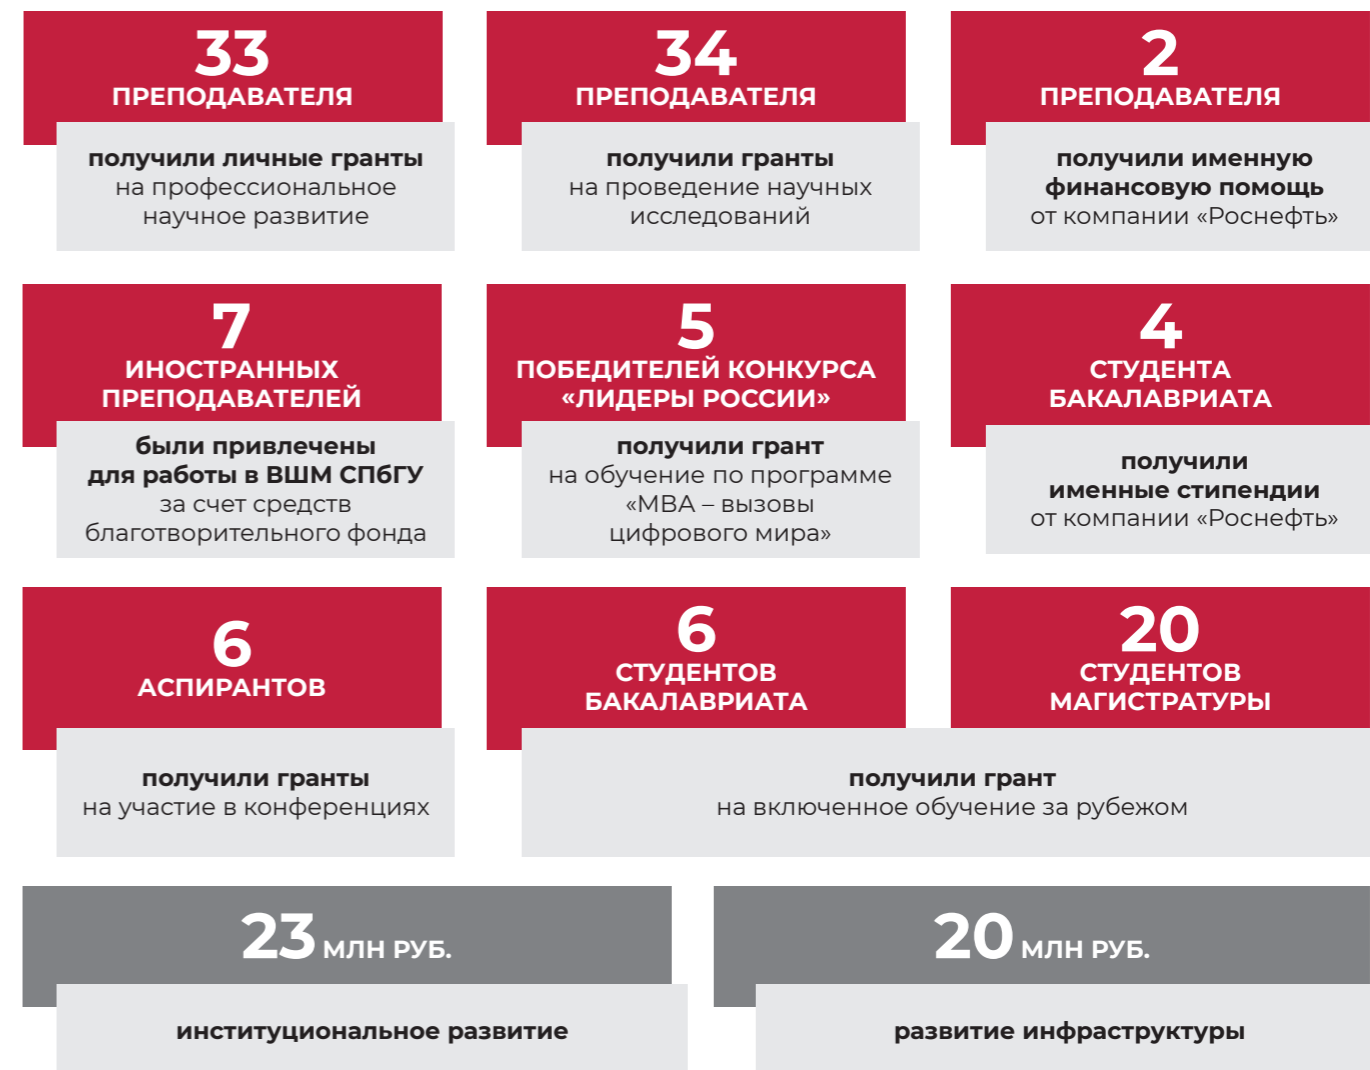 33
ПРЕПОДАВАТЕЛЯ
получили личные гранты
на профессиональное
научное развитие
34
ПРЕПОДАВАТЕЛЯ
получили гранты
на проведение научных
исследований
2
ПРЕПОДАВАТЕЛЯ
получили именную
финансовую помощь
от компании «Роснефть»
7
ИНОСТРАННЫХ
ПРЕПОДАВАТЕЛЕЙ
были привлечены
для работы в ВШМ СПбГУ
за счет средств
благотворительного фонда
5
ПОБЕДИТЕЛЕЙ КОНКУРСА
«ЛИДЕРЫ РОССИИ»
получили грант
на обучение по программе
«МВА – вызовы
цифрового мира»
4
СТУДЕНТА
БАКАЛАВРИАТА
получили
именные стипендии
от компании «Роснефть»
6
АСПИРАНТОВ
получили гранты
на участие в конференциях
6
СТУДЕНТОВ
БАКАЛАВРИАТА
20
СТУДЕНТОВ
МАГИСТРАТУРЫ
получили грант
на включенное обучение за рубежом
23 МЛН РУБ.
институциональное развитие
20 МЛН РУБ.
развитие инфраструктуры